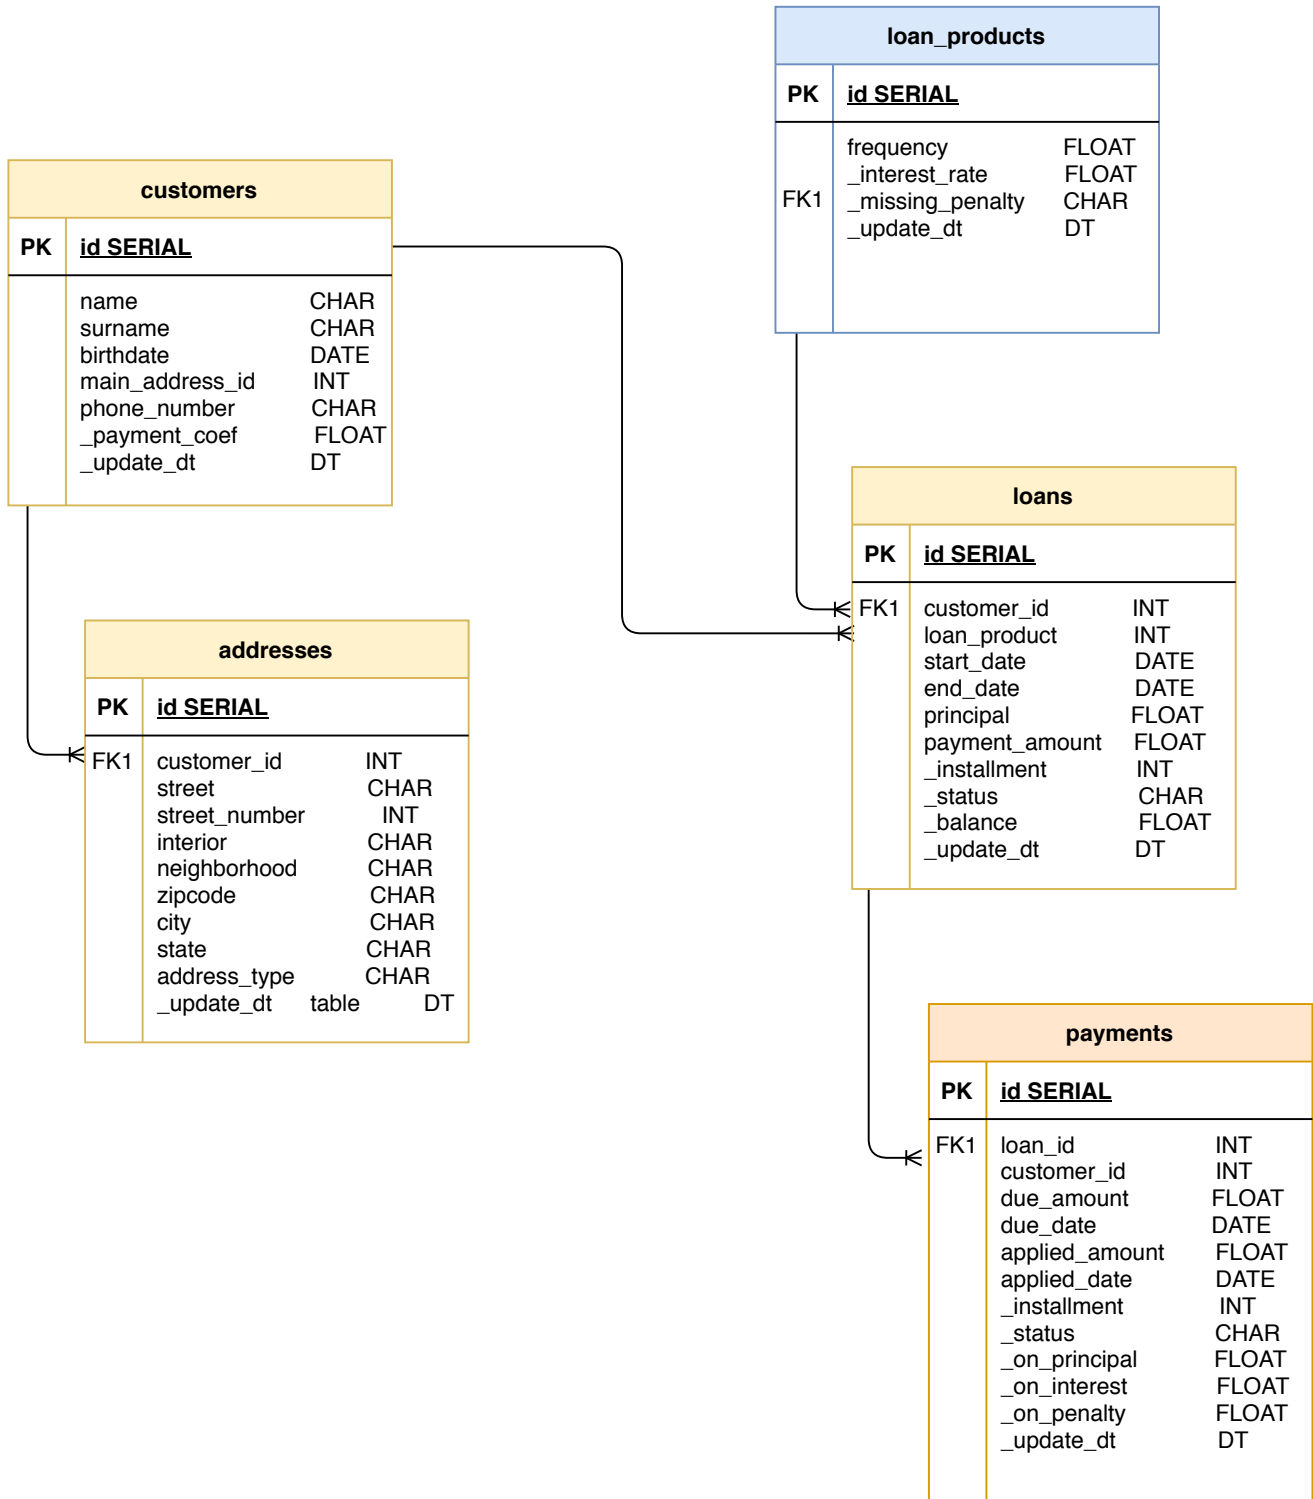 loan_products
PK id SERIAL
frequency FLOAT
_interest_rate FLOAT
FK1 _missing_penalty CHAR
_update_dt DT
customers
PK id SERIAL
name CHAR
surname CHAR
birthdate DATE
main_address_id INT
phone_number CHAR
_payment_coef FLOAT
_update_dt DT
loans
PK id SERIAL
FK1 customer_id INT
loan_product INT
start_date DATE
end_date DATE
principal FLOAT
payment_amount FLOAT
_installment INT
_status CHAR
_balance FLOAT
_update_dt DT
addresses
PK id SERIAL
FK1 customer_id INT
street CHAR
street_number INT
interior CHAR
neighborhood CHAR
zipcode CHAR
city CHAR
state CHAR
address_type CHAR
_update_dt table DT
payments
PK id SERIAL
FK1 loan_id INT
customer_id INT
due_amount FLOAT
due_date DATE
applied_amount FLOAT
applied_date DATE
_installment INT
_status CHAR
_on_principal FLOAT
_on_interest FLOAT
_on_penalty FLOAT
_update_dt DT